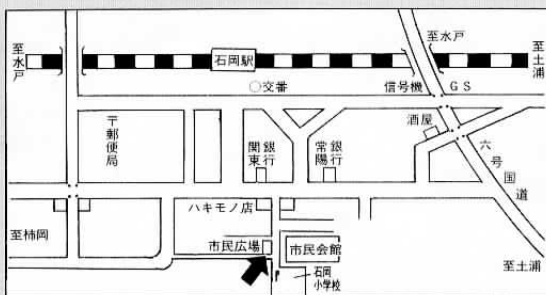 至水戸
至水戸
石岡駅
至土浦
○交番
信号機
GS
〒郵便局
酒屋
関東銀行
常陽銀行
六号国道
ハキモノ店
至柿岡
市民広場
市民会館
石岡小学校
至土浦